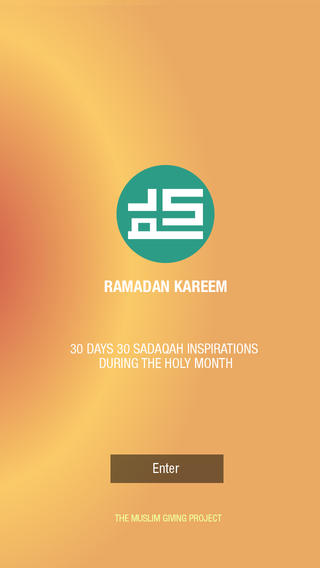 RAMADAN KAREEM
30 DAYS 30 SADAQAH INSPIRATIONS
DURING THE HOLY MONTH
Enter
THE MUSLIM GIVING PROJECT